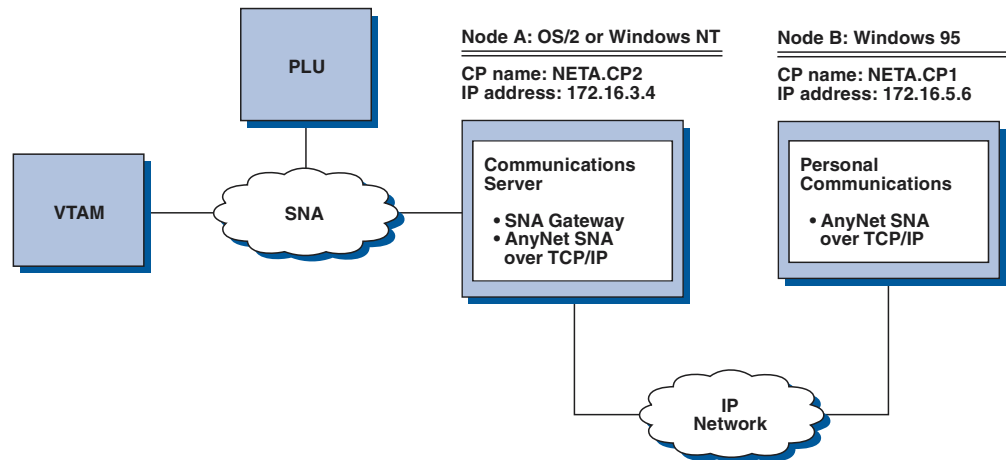 PLU
VTAM
SNA
Node A: OS/2 or Windows NT
CP name: NETA.CP2
IP address: 172.16.3.4
Communications
Server
• SNA Gateway
• AnyNet SNA
over TCP/IP
Node B: Windows 95
CP name: NETA.CP1
IP address: 172.16.5.6
Personal
Communications
• AnyNet SNA
over TCP/IP
IP
Network